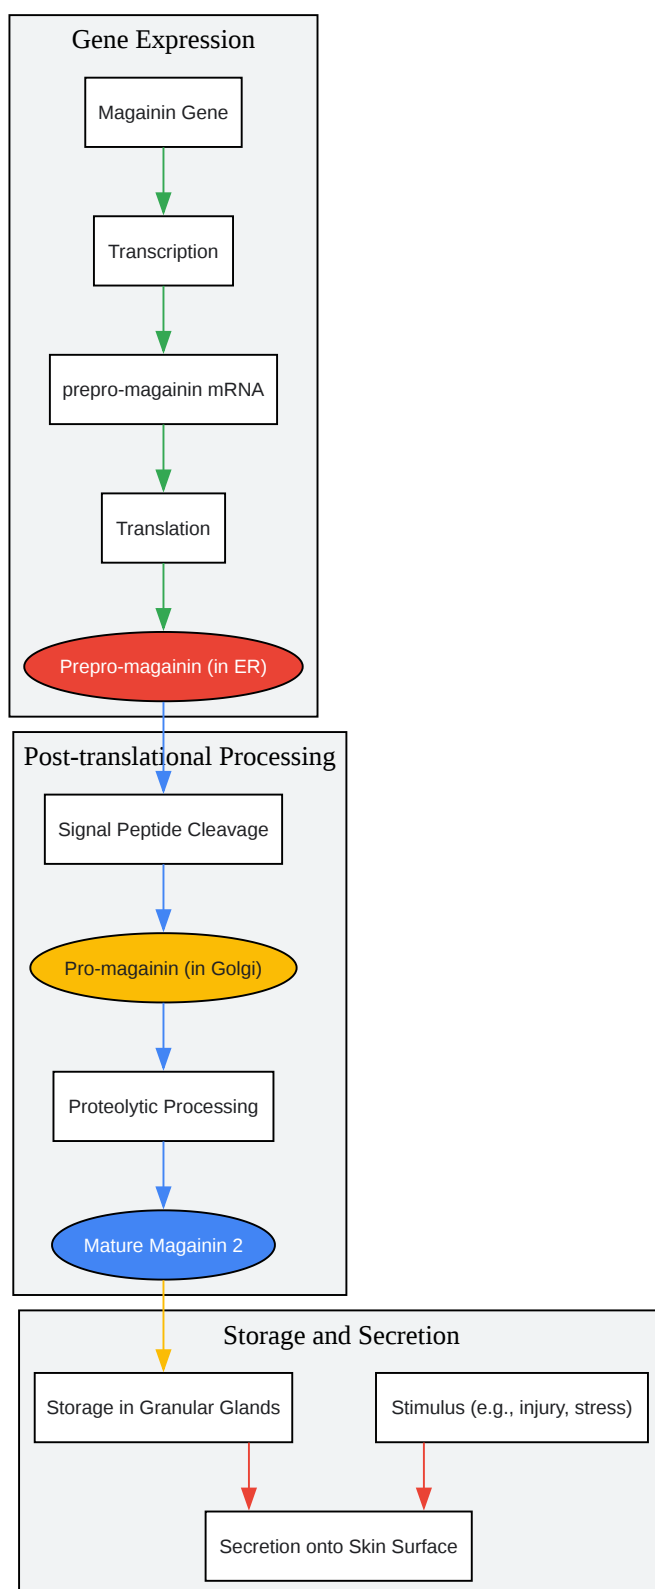 Gene Expression
Magainin Gene
Transcription
prepro-magainin mRNA
Translation
Prepro-magainin (in ER)
Post-translational Processing
Signal Peptide Cleavage
Pro-magainin (in Golgi)
Proteolytic Processing
Mature Magainin 2
Storage and Secretion
Storage in Granular Glands
Stimulus (e.g., injury, stress)
Secretion onto Skin Surface